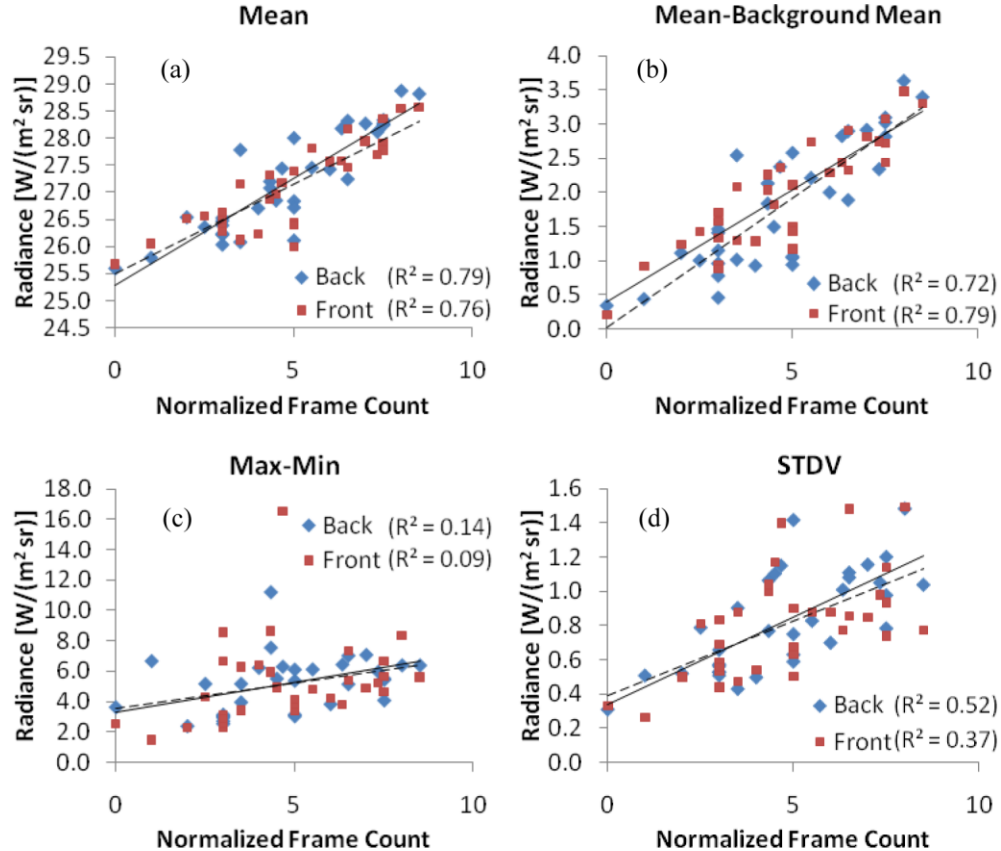 Mean
(a)
Radiance [W/(m² sr)]
29.5
29.0
28.5
28.0
27.5
27.0
26.5
26.0
25.5
25.0
24.5
Back (R² = 0.79)
Front (R² = 0.76)
0 5 10
Normalized Frame Count
Mean-Background Mean
(b)
Radiance [W/(m² sr)]
4.0
3.5
3.0
2.5
2.0
1.5
1.0
0.5
0.0
Back (R² = 0.72)
Front (R² = 0.79)
0 5 10
Normalized Frame Count
Max-Min
(c)
Radiance [W/(m² sr)]
18.0
16.0
14.0
12.0
10.0
8.0
6.0
4.0
2.0
0.0
Back (R² = 0.14)
Front (R² = 0.09)
0 5 10
Normalized Frame Count
STDV
(d)
Radiance [W/(m² sr)]
1.6
1.4
1.2
1.0
0.8
0.6
0.4
0.2
0.0
Back (R² = 0.52)
Front (R² = 0.37)
0 5 10
Normalized Frame Count